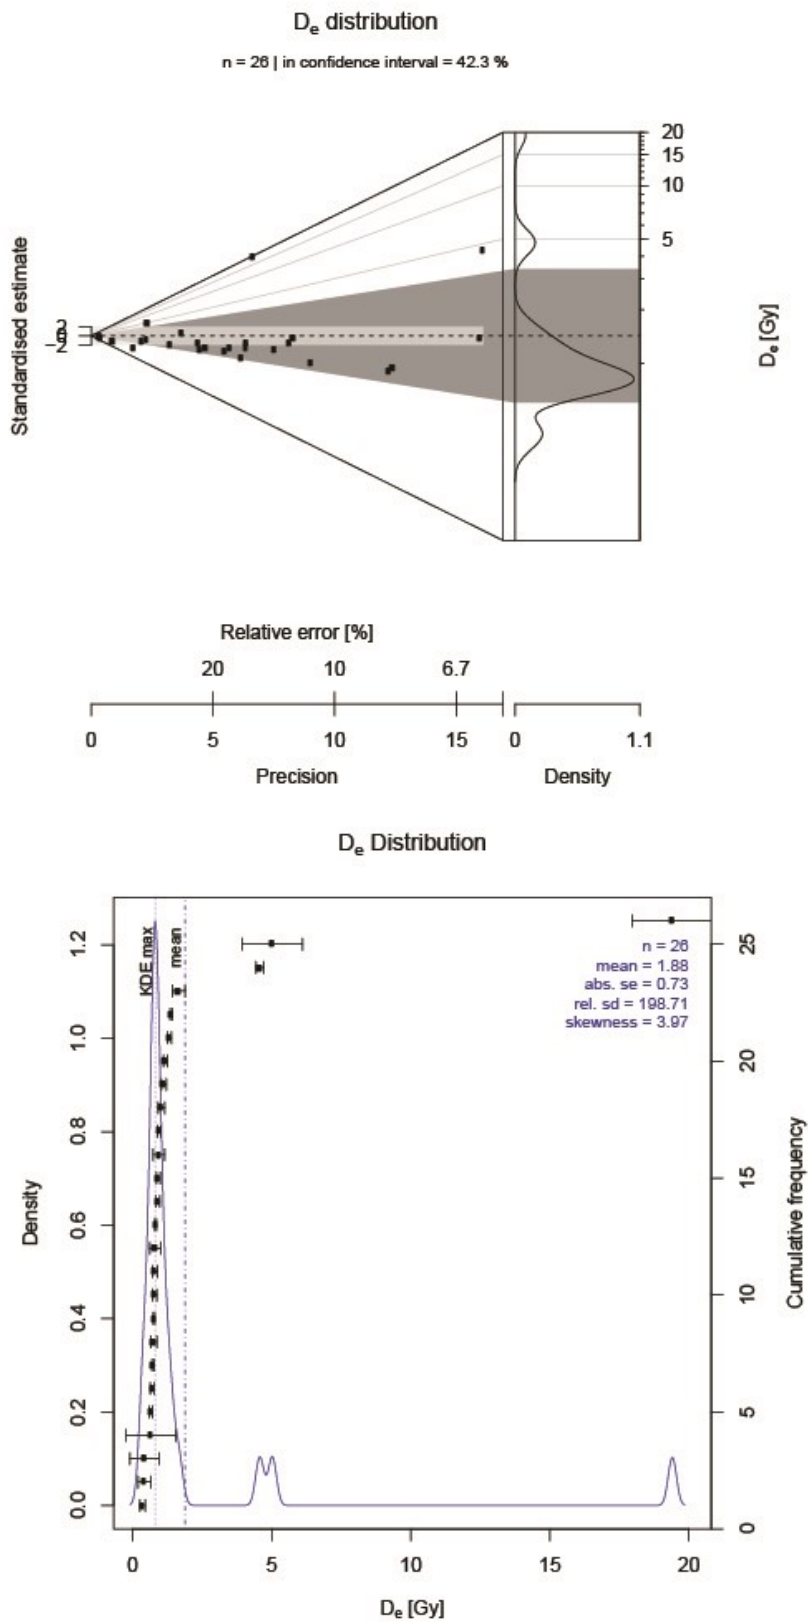 De distribution
n = 26 | in confidence interval = 42.3 %
20
15
10
5
Standardised estimate
2
0
−2
De [Gy]
Relative error [%]
20 10 6.7
0 5 10 15 0 1.1
Precision Density
De Distribution
KDE max
mean
n = 26
mean = 1.88
abs. se = 0.73
rel. sd = 198.71
skewness = 3.97
Density
0.0 0.2 0.4 0.6 0.8 1.0 1.2
Cumulative frequency
0 5 10 15 20 25
0 5 10 15 20
De [Gy]